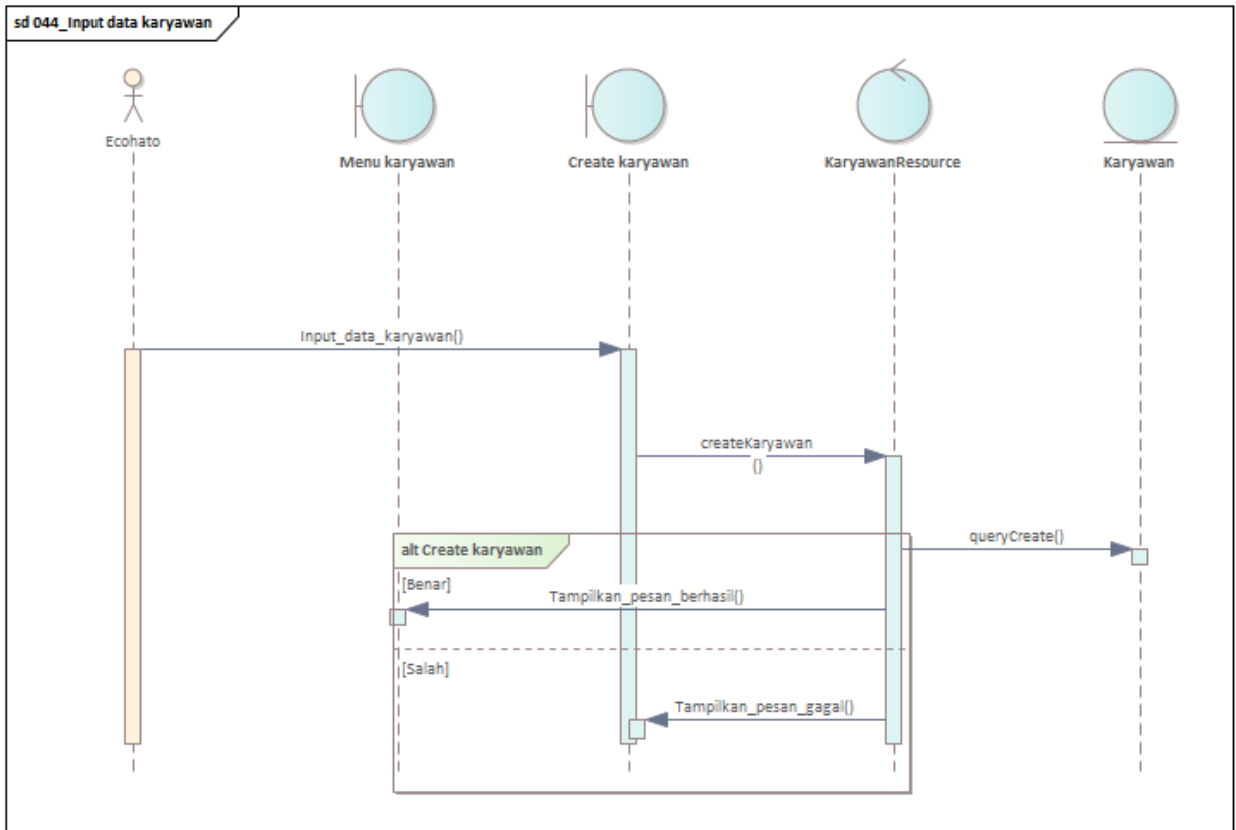 sd 044_Input data karyawan
Ecohato
Menu karyawan
Create karyawan
KaryawanResource
Karyawan
Input_data_karyawan()
createKaryawan
()
queryCreate()
alt Create karyawan
[Benar]
Tampilkan_pesan_berhasil()
[Salah]
Tampilkan_pesan_gagal()